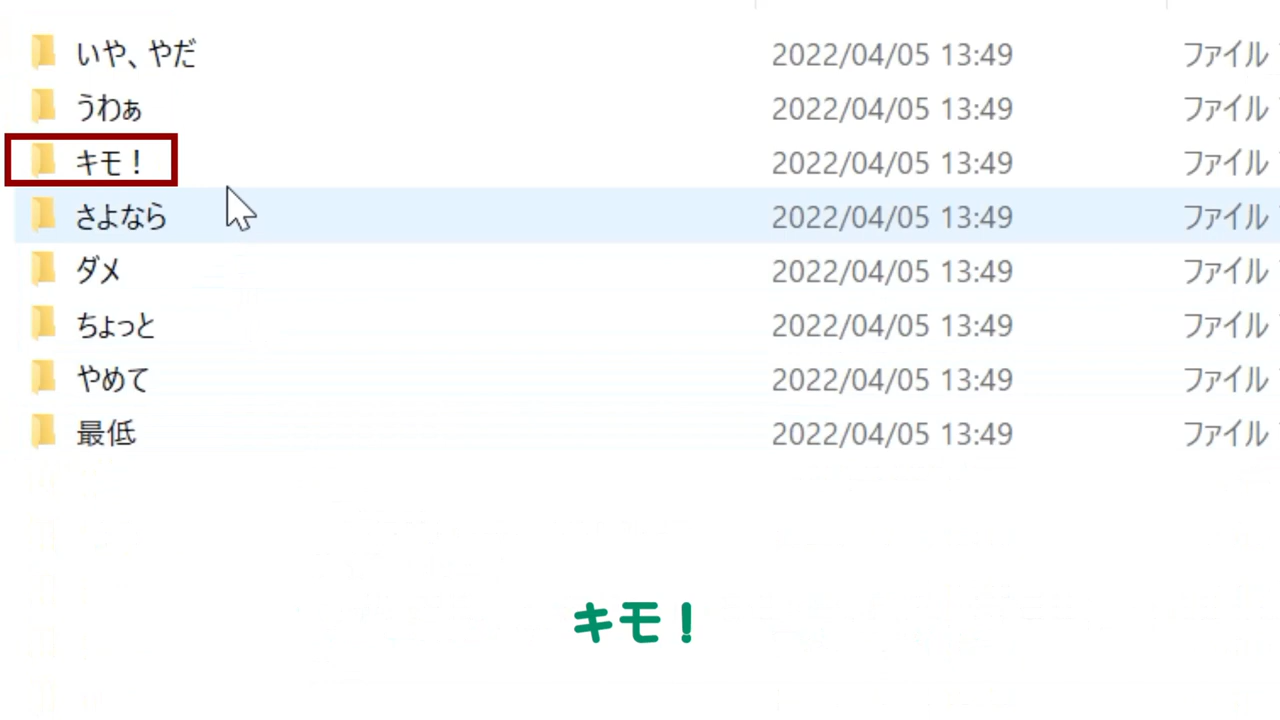 いや、やだ 2022/04/05 13:49 ファイル
うわぁ 2022/04/05 13:49 ファイル
キモ！ 2022/04/05 13:49 ファイル
さよなら 2022/04/05 13:49 ファイル
ダメ 2022/04/05 13:49 ファイル
ちょっと 2022/04/05 13:49 ファイル
やめて 2022/04/05 13:49 ファイル
最低 2022/04/05 13:49 ファイル
キモ！